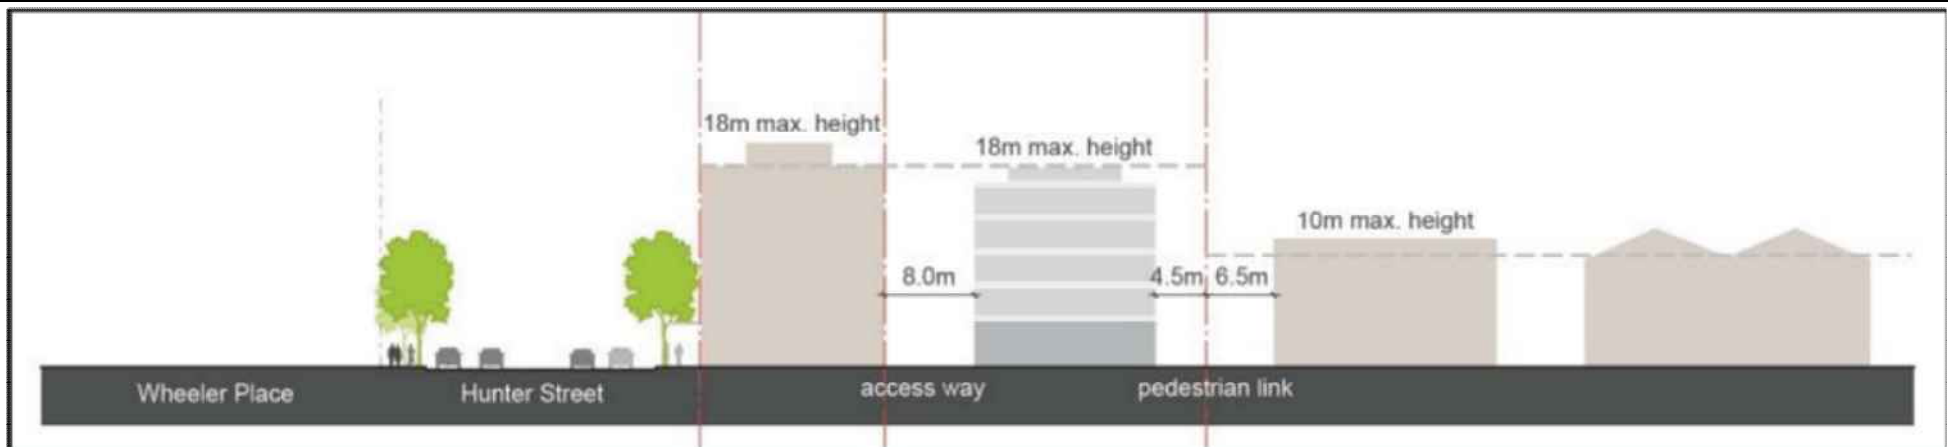 18m max. height
18m max. height
10m max. height
8.0m
4.5m
6.5m
Wheeler Place
Hunter Street
access way
pedestrian link